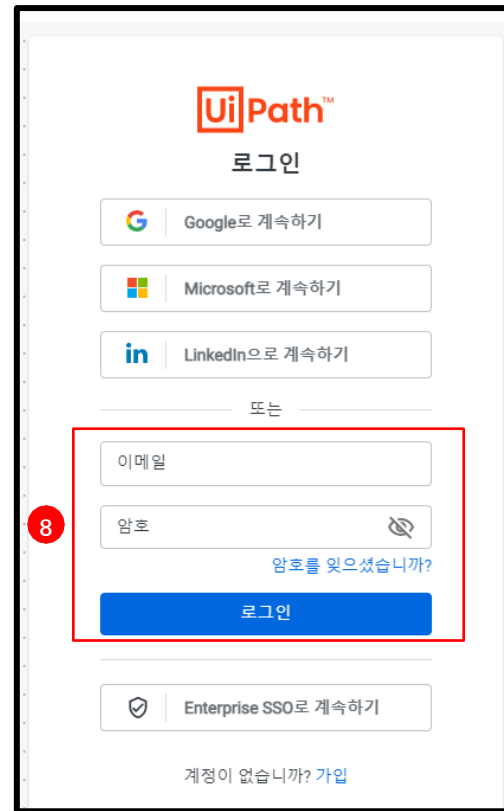 UiPath™
로그인
Google로 계속하기
Microsoft로 계속하기
in LinkedIn으로 계속하기
또는
이메일
8
암호
암호를 잊으셨습니까?
로그인
Enterprise SSO로 계속하기
계정이 없습니까? 가입